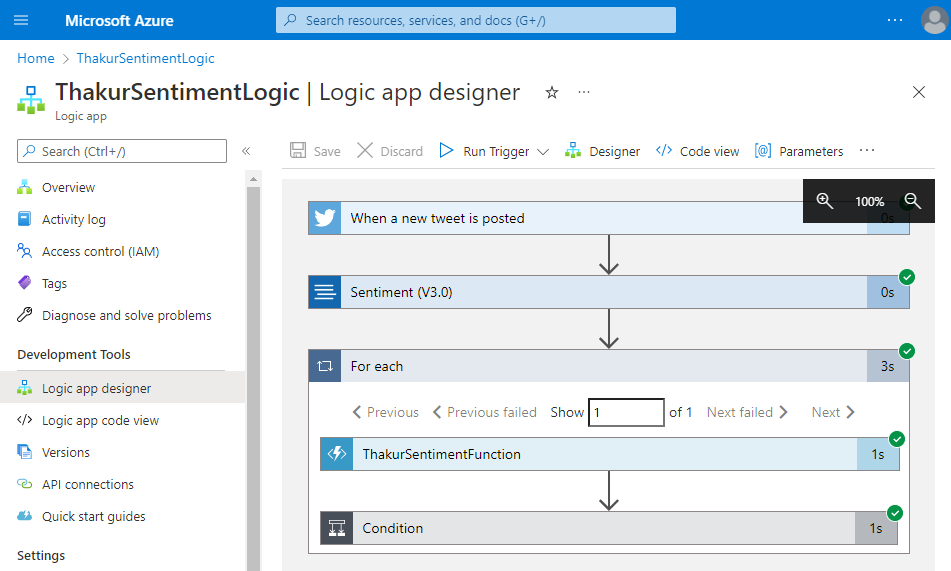 Microsoft Azure
Search resources, services, and docs (G+/)
Home > ThakurSentimentLogic
ThakurSentimentLogic | Logic app designer
Logic app
Search (Ctrl+/)
Overview
Activity log
Access control (IAM)
Tags
Diagnose and solve problems
Development Tools
Logic app designer
Logic app code view
Versions
API connections
Quick start guides
Settings
Save Discard Run Trigger Designer Code view Parameters
100%
When a new tweet is posted 0s
Sentiment (V3.0) 0s
For each 3s
Previous Previous failed Show 1 of 1 Next failed Next
ThakurSentimentFunction 1s
Condition 1s